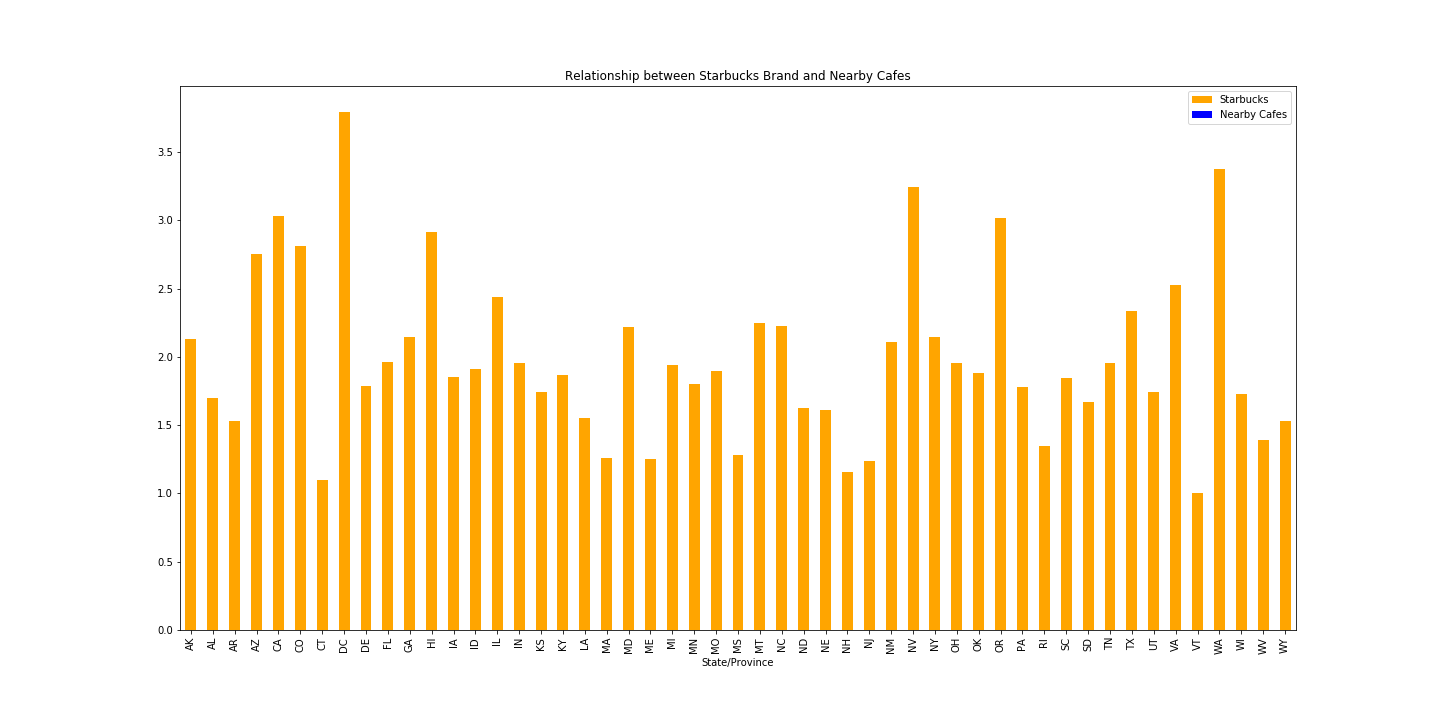 Relationship between Starbucks Brand and Nearby Cafes
Starbucks
Nearby Cafes
3.5
3.0
2.5
2.0
1.5
1.0
0.5
0.0
AK AL AR AZ CA CO CT DC DE FL GA HI IA ID IL IN KS KY LA MA MD ME MI MN MO MS MT NC ND NE NH NJ NM NV NY OH OK OR PA RI SC SD TN TX UT VA VT WA WI WV WY
State/Province